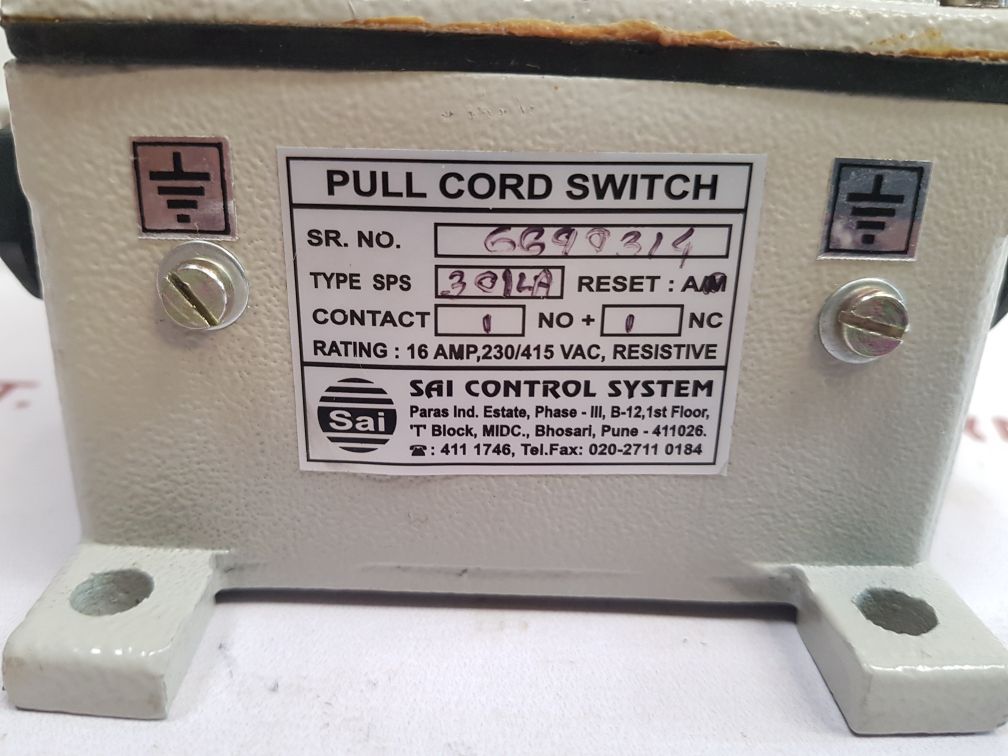 PULL CORD SWITCH
SR. NO. 6690314
TYPE SPS 301LA RESET : A/M
CONTACT 1 NO + 1 NC
RATING : 16 AMP,230/415 VAC, RESISTIVE
Sai
SAI CONTROL SYSTEM
Paras Ind. Estate, Phase - III, B-12,1st Floor,
'T' Block, MIDC., Bhosari, Pune - 411026.
☎ : 411 1746, Tel.Fax: 020-2711 0184